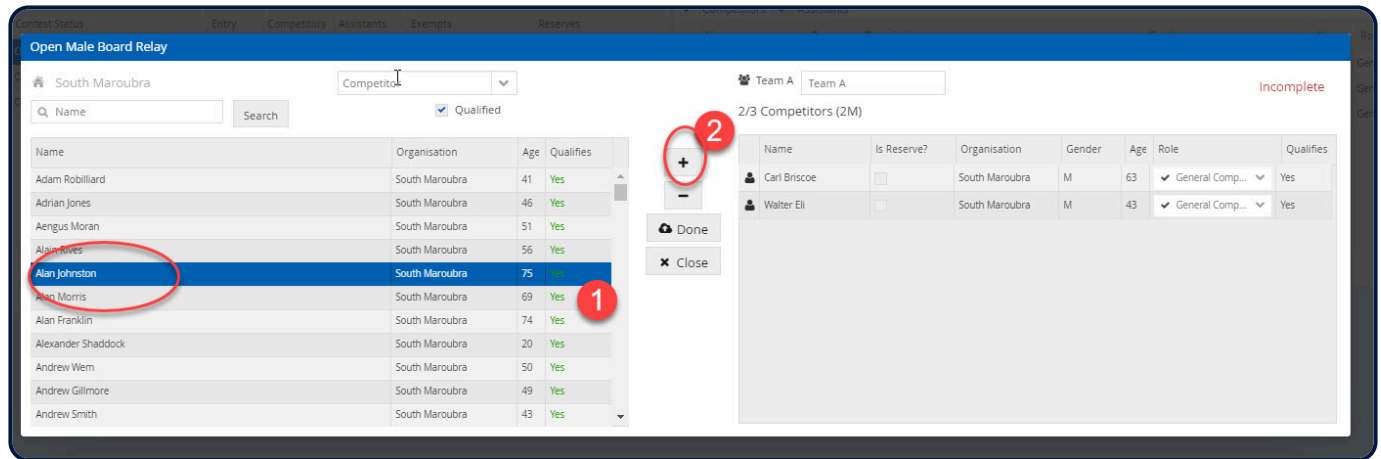 Contest Status Entry Competitors Assistants Exempts Reserves Competitors Assistants
Open Male Board Relay
South Maroubra Competitor Team A Team A Incomplete
Name Search Qualified 2/3 Competitors (2M)
2
Name Organisation Age Qualifies + Name Is Reserve? Organisation Gender Age Role Qualifies
Adam Robilliard South Maroubra 41 Yes Carl Briscoe South Maroubra M 63 General Comp... Yes
Adrian Jones South Maroubra 46 Yes − Walter Eli South Maroubra M 43 General Comp... Yes
Aengus Moran South Maroubra 51 Yes Done
Alain Rives South Maroubra 56 Yes
Alan Johnston South Maroubra 75 Yes Close
Alan Morris South Maroubra 69 Yes 1
Alan Franklin South Maroubra 74 Yes
Alexander Shaddock South Maroubra 20 Yes
Andrew Wem South Maroubra 50 Yes
Andrew Gillmore South Maroubra 49 Yes
Andrew Smith South Maroubra 43 Yes